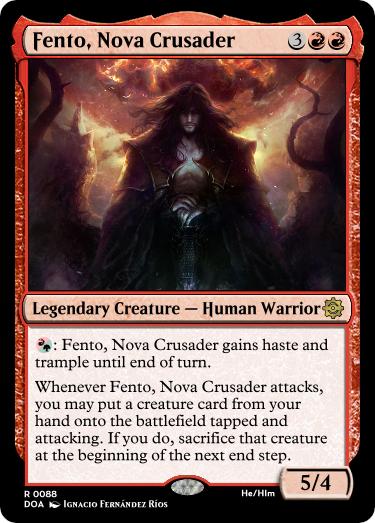 Fento, Nova Crusader 3
Legendary Creature — Human Warrior
: Fento, Nova Crusader gains haste and
trample until end of turn.
Whenever Fento, Nova Crusader attacks,
you may put a creature card from your
hand onto the battlefield tapped and
attacking. If you do, sacrifice that creature
at the beginning of the next end step.
5/4
R 0088 He/HIm
DOA Ignacio Fernández Ríos